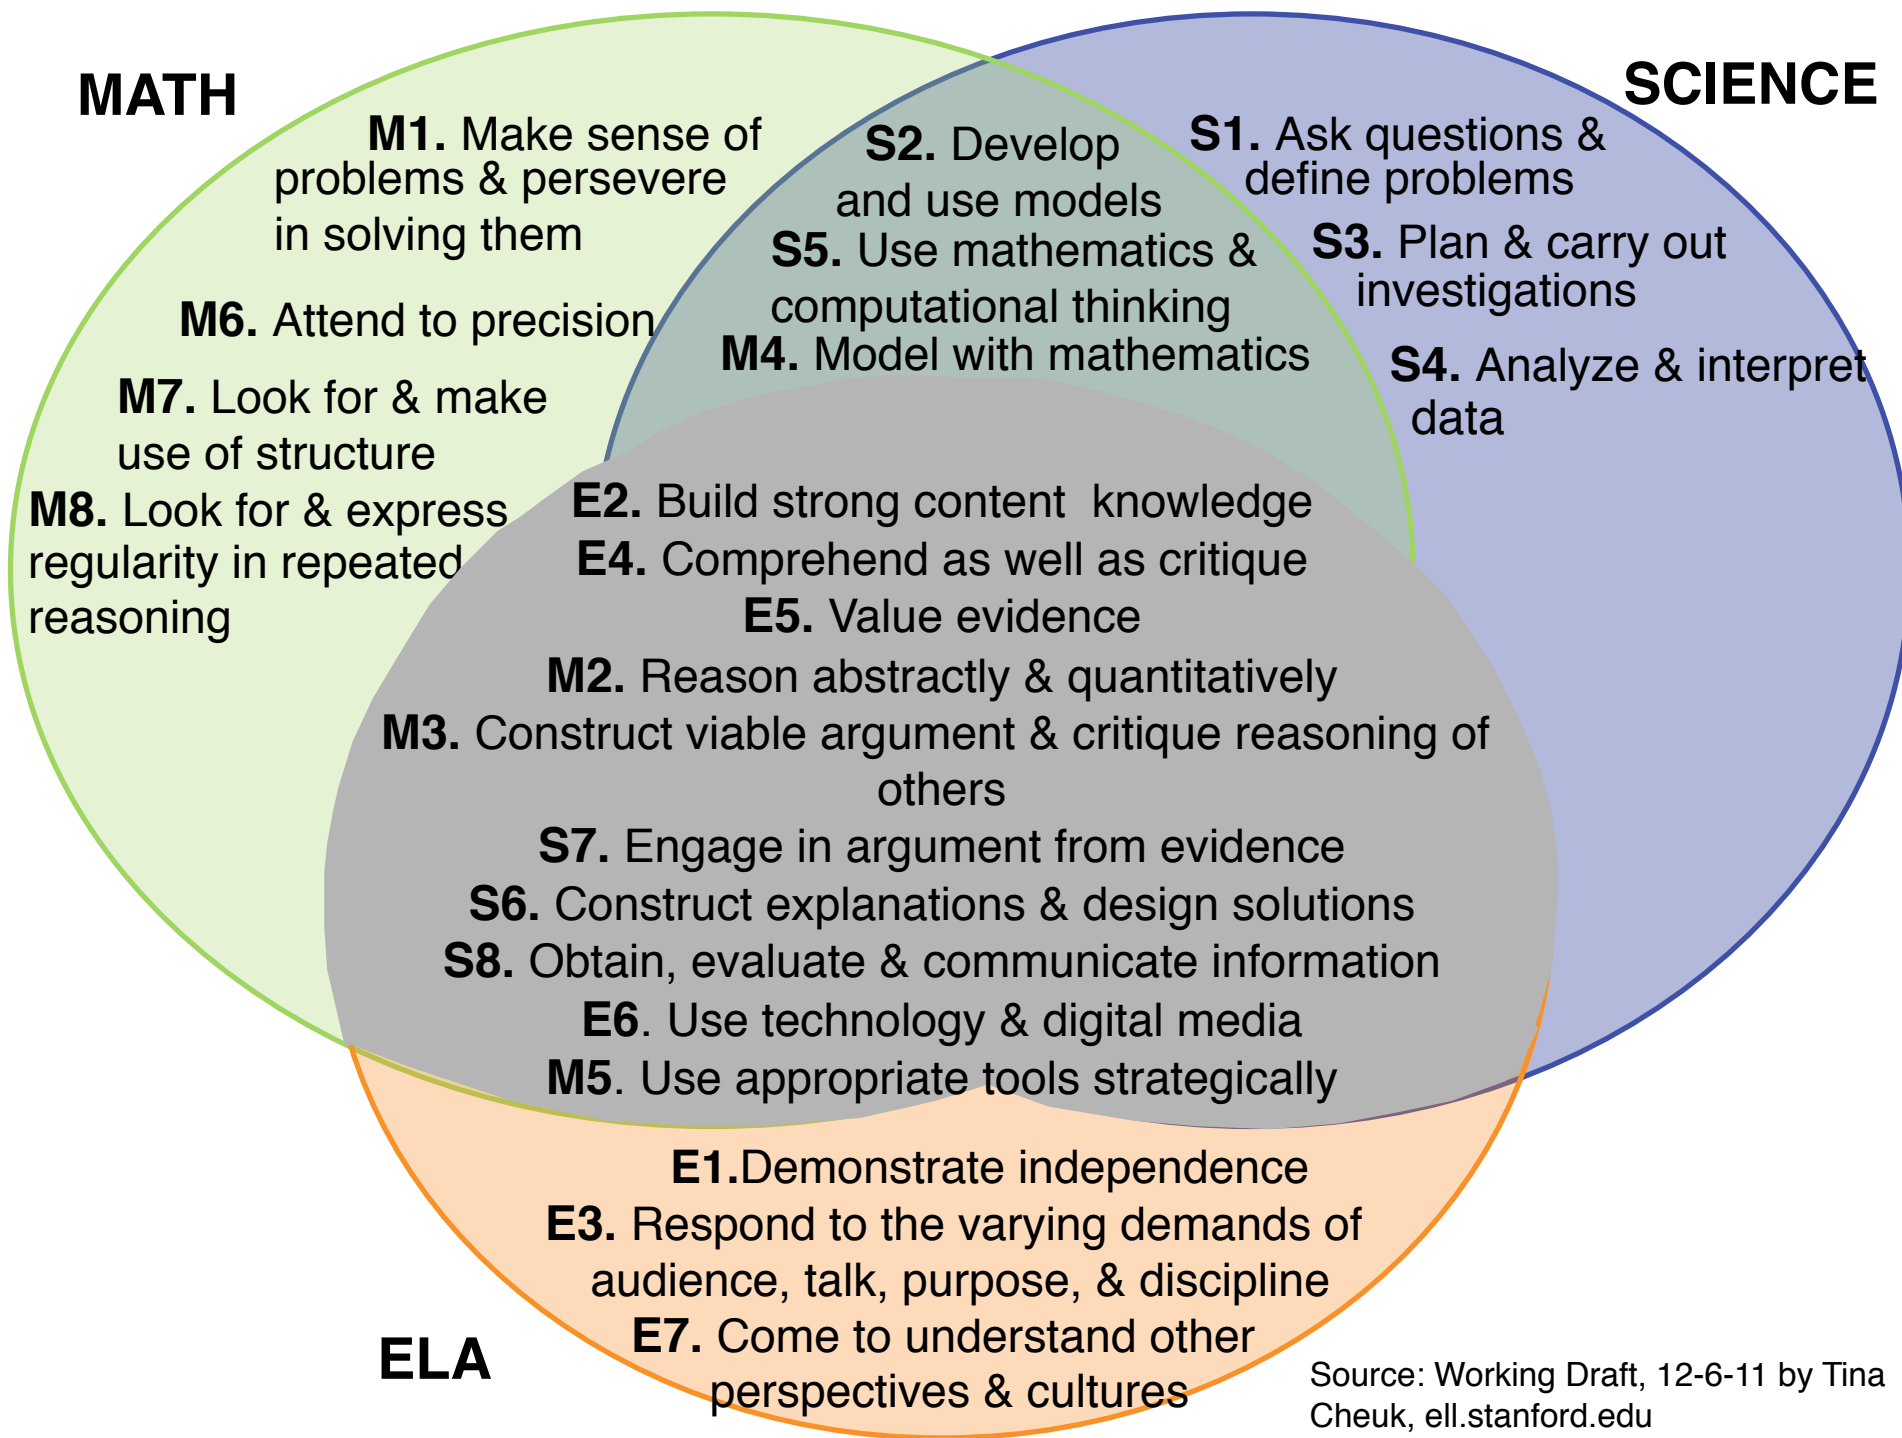 MATH
M1. Make sense of
problems & persevere
in solving them
M6. Attend to precision
M7. Look for & make
use of structure
M8. Look for & express
regularity in repeated
reasoning
S2. Develop
and use models
S5. Use mathematics &
computational thinking
M4. Model with mathematics
SCIENCE
S1. Ask questions &
define problems
S3. Plan & carry out
investigations
S4. Analyze & interpret
data
E2. Build strong content knowledge
E4. Comprehend as well as critique
E5. Value evidence
M2. Reason abstractly & quantitatively
M3. Construct viable argument & critique reasoning of
others
S7. Engage in argument from evidence
S6. Construct explanations & design solutions
S8. Obtain, evaluate & communicate information
E6. Use technology & digital media
M5. Use appropriate tools strategically
E1.Demonstrate independence
E3. Respond to the varying demands of
audience, talk, purpose, & discipline
E7. Come to understand other
perspectives & cultures
ELA
Source: Working Draft, 12-6-11 by Tina
Cheuk, ell.stanford.edu